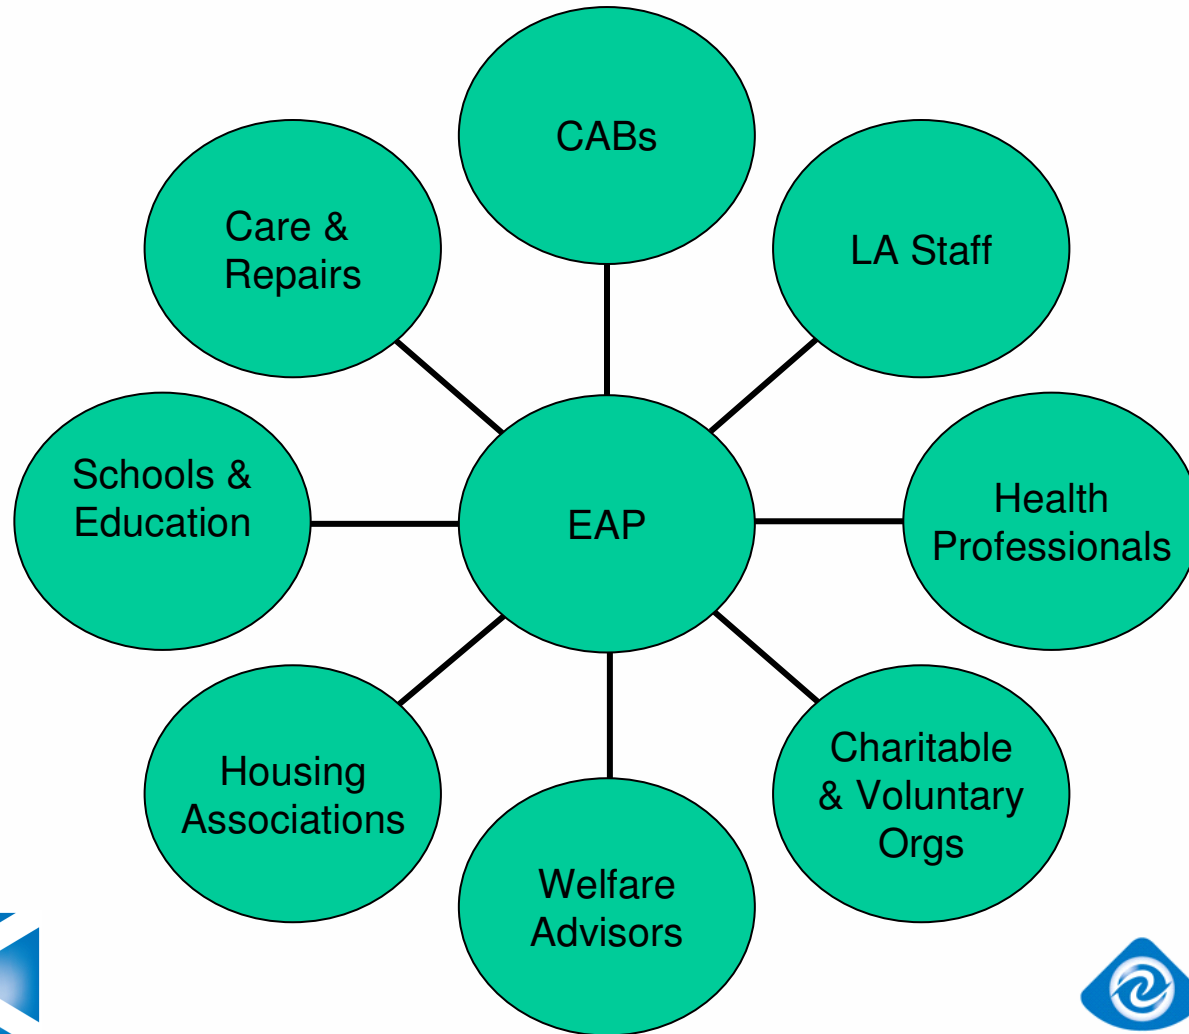 CABs
Care &
Repairs
LA Staff
Schools &
Education
EAP
Health
Professionals
Housing
Associations
Charitable
& Voluntary
Orgs
Welfare
Advisors